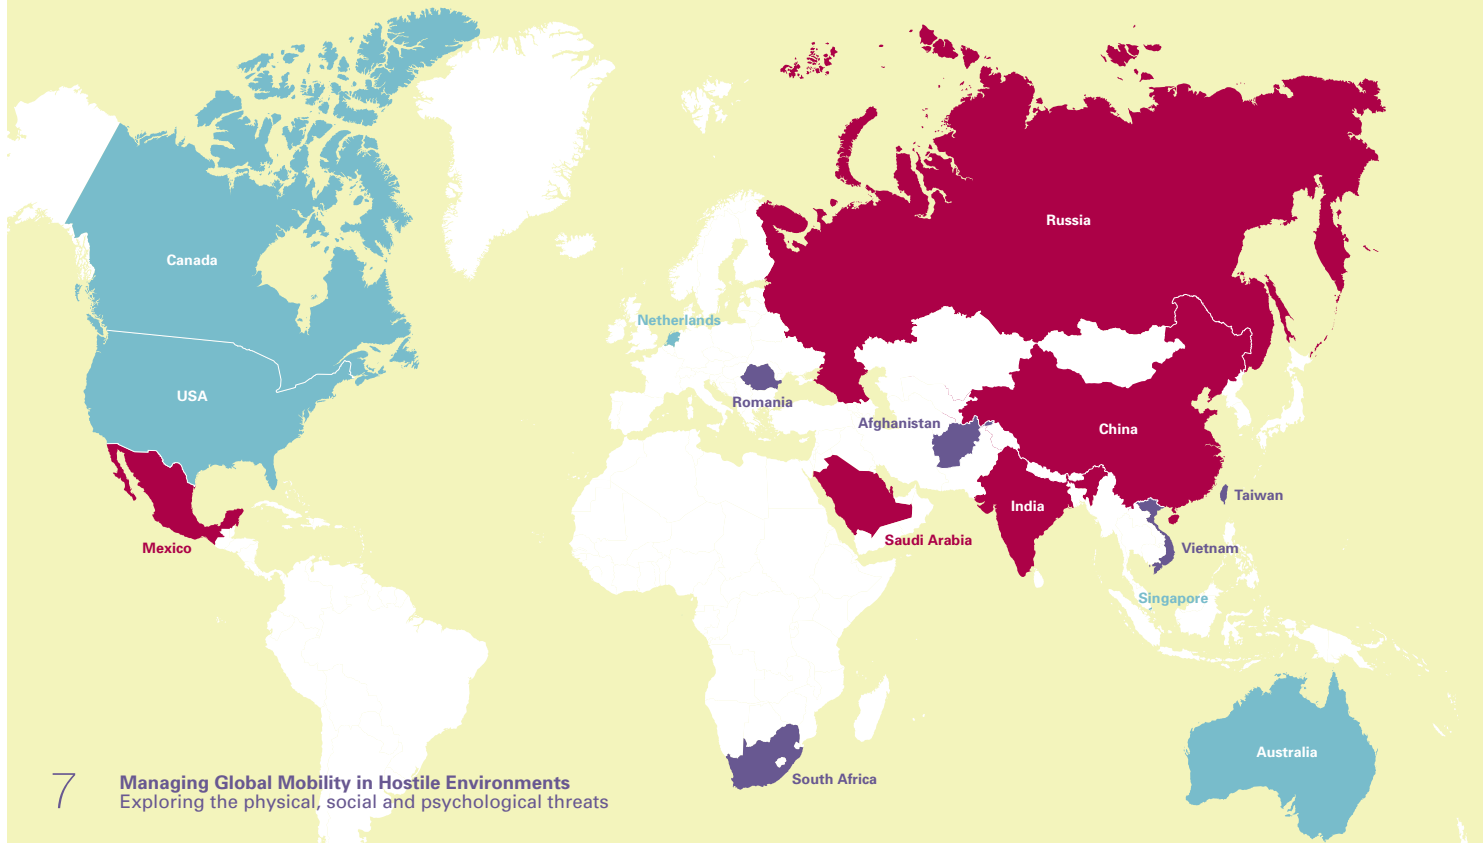 Russia
Canada
Netherlands
USA
Romania
Afghanistan
China
Taiwan
India
Saudi Arabia
Mexico
Vietnam
Singapore
Australia
South Africa
7
Managing Global Mobility in Hostile Environments
Exploring the physical, social and psychological threats